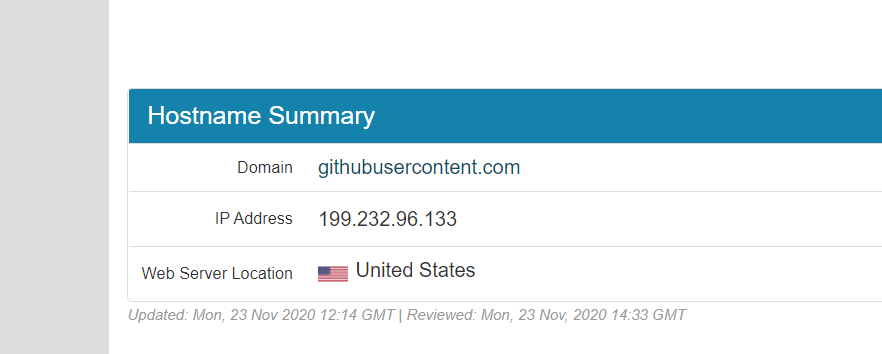 Hostname Summary
Domain githubusercontent.com
IP Address 199.232.96.133
Web Server Location United States
Updated: Mon, 23 Nov 2020 12:14 GMT | Reviewed: Mon, 23 Nov, 2020 14:33 GMT